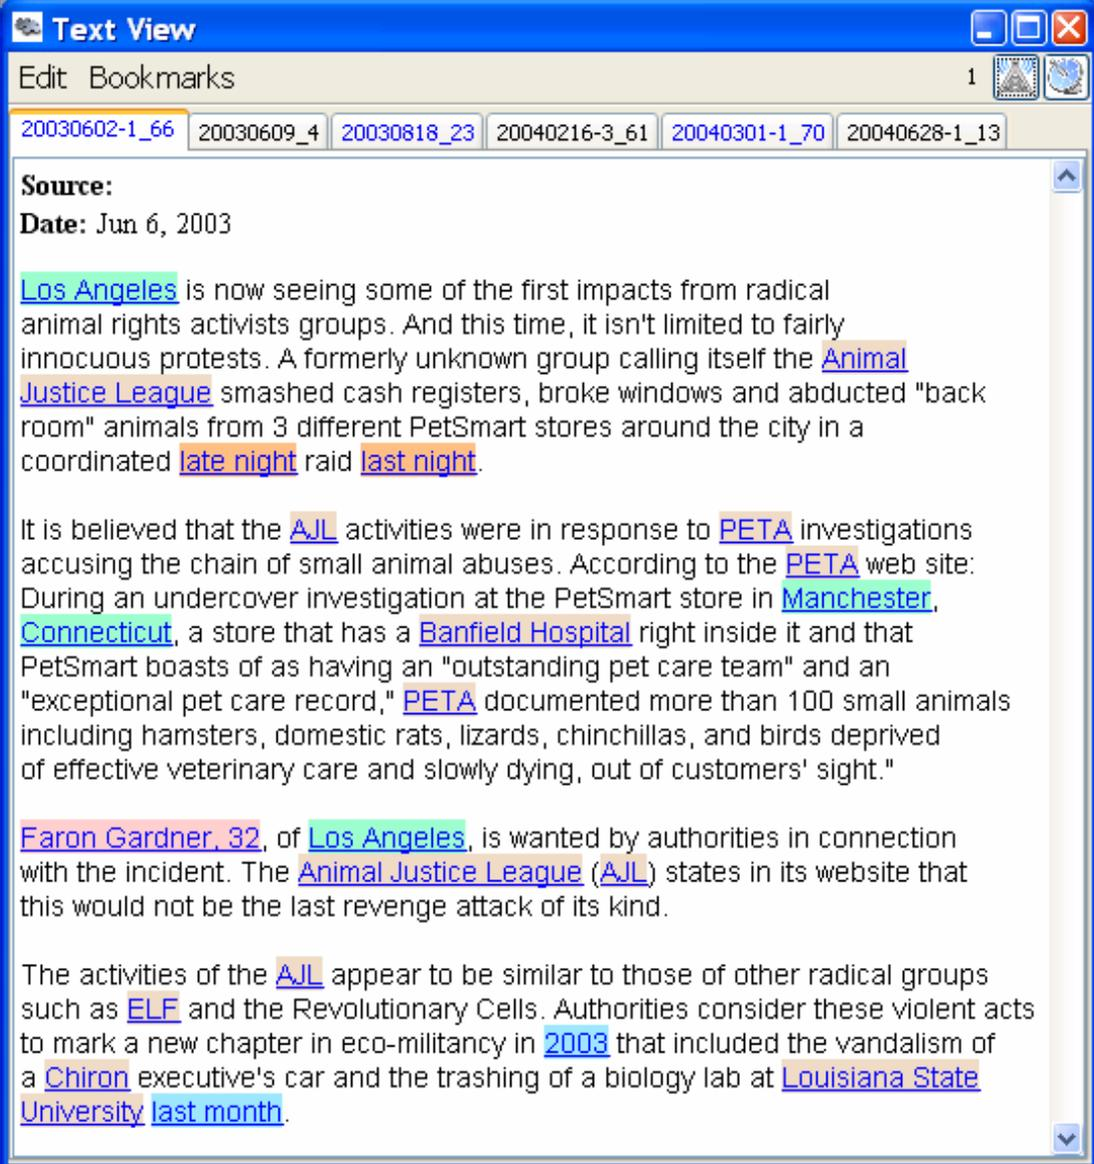 Text View
Edit Bookmarks 1
20030602-1_66 20030609_4 20030818_23 20040216-3_61 20040301-1_70 20040628-1_13
Source:
Date: Jun 6, 2003
Los Angeles is now seeing some of the first impacts from radical
animal rights activists groups. And this time, it isn't limited to fairly
innocuous protests. A formerly unknown group calling itself the Animal
Justice League smashed cash registers, broke windows and abducted "back
room" animals from 3 different PetSmart stores around the city in a
coordinated late night raid last night.
It is believed that the AJL activities were in response to PETA investigations
accusing the chain of small animal abuses. According to the PETA web site:
During an undercover investigation at the PetSmart store in Manchester,
Connecticut, a store that has a Banfield Hospital right inside it and that
PetSmart boasts of as having an "outstanding pet care team" and an
"exceptional pet care record," PETA documented more than 100 small animals
including hamsters, domestic rats, lizards, chinchillas, and birds deprived
of effective veterinary care and slowly dying, out of customers' sight."
Faron Gardner, 32, of Los Angeles, is wanted by authorities in connection
with the incident. The Animal Justice League (AJL) states in its website that
this would not be the last revenge attack of its kind.
The activities of the AJL appear to be similar to those of other radical groups
such as ELF and the Revolutionary Cells. Authorities consider these violent acts
to mark a new chapter in eco-militancy in 2003 that included the vandalism of
a Chiron executive's car and the trashing of a biology lab at Louisiana State
University last month.